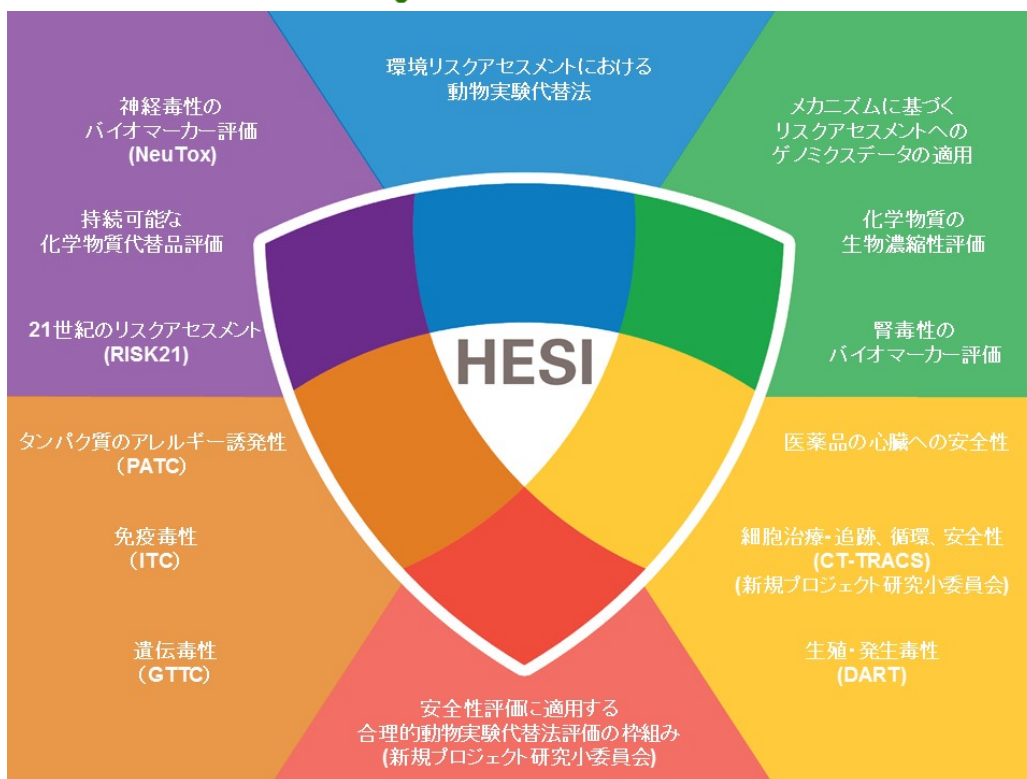 環境リスクアセスメントにおける
動物実験代替法
神経毒性の
バイオマーカー評価
(NeuTox)
持続可能な
化学物質代替品評価
21世紀のリスクアセスメント
(RISK21)
メカニズムに基づく
リスクアセスメントへの
ゲノミクスデータの適用
化学物質の
生物濃縮性評価
腎毒性の
バイオマーカー評価
HESI
タンパク質のアレルギー誘発性
（PATC）
免疫毒性
（ITC）
遺伝毒性
（GTTC）
医薬品の心臓への安全性
細胞治療・追跡、循環、安全性
(CT-TRACS)
(新規プロジェクト研究小委員会)
生殖・発生毒性
(DART)
安全性評価に適用する
合理的動物実験代替法評価の枠組み
(新規プロジェクト研究小委員会)